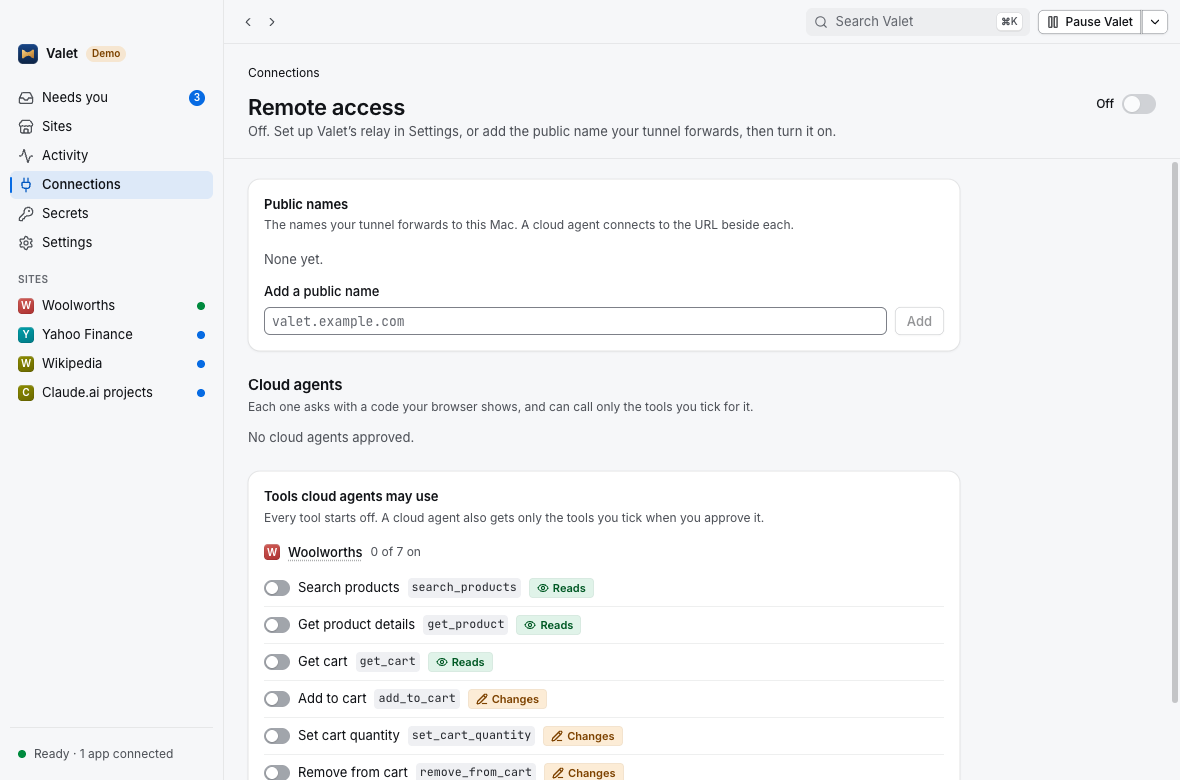 Search Valet
⌘K
Pause Valet
Valet
Demo
Needs you
3
Sites
Activity
Connections
Secrets
Settings
SITES
W Woolworths
Y Yahoo Finance
W Wikipedia
C Claude.ai projects
Ready · 1 app connected
Connections
Remote access
Off
Off. Set up Valet’s relay in Settings, or add the public name your tunnel forwards, then turn it on.
Public names
The names your tunnel forwards to this Mac. A cloud agent connects to the URL beside each.
None yet.
Add a public name
valet.example.com
Add
Cloud agents
Each one asks with a code your browser shows, and can call only the tools you tick for it.
No cloud agents approved.
Tools cloud agents may use
Every tool starts off. A cloud agent also gets only the tools you tick when you approve it.
W Woolworths 0 of 7 on
Search products search_products Reads
Get product details get_product Reads
Get cart get_cart Reads
Add to cart add_to_cart Changes
Set cart quantity set_cart_quantity Changes
Remove from cart remove_from_cart Changes